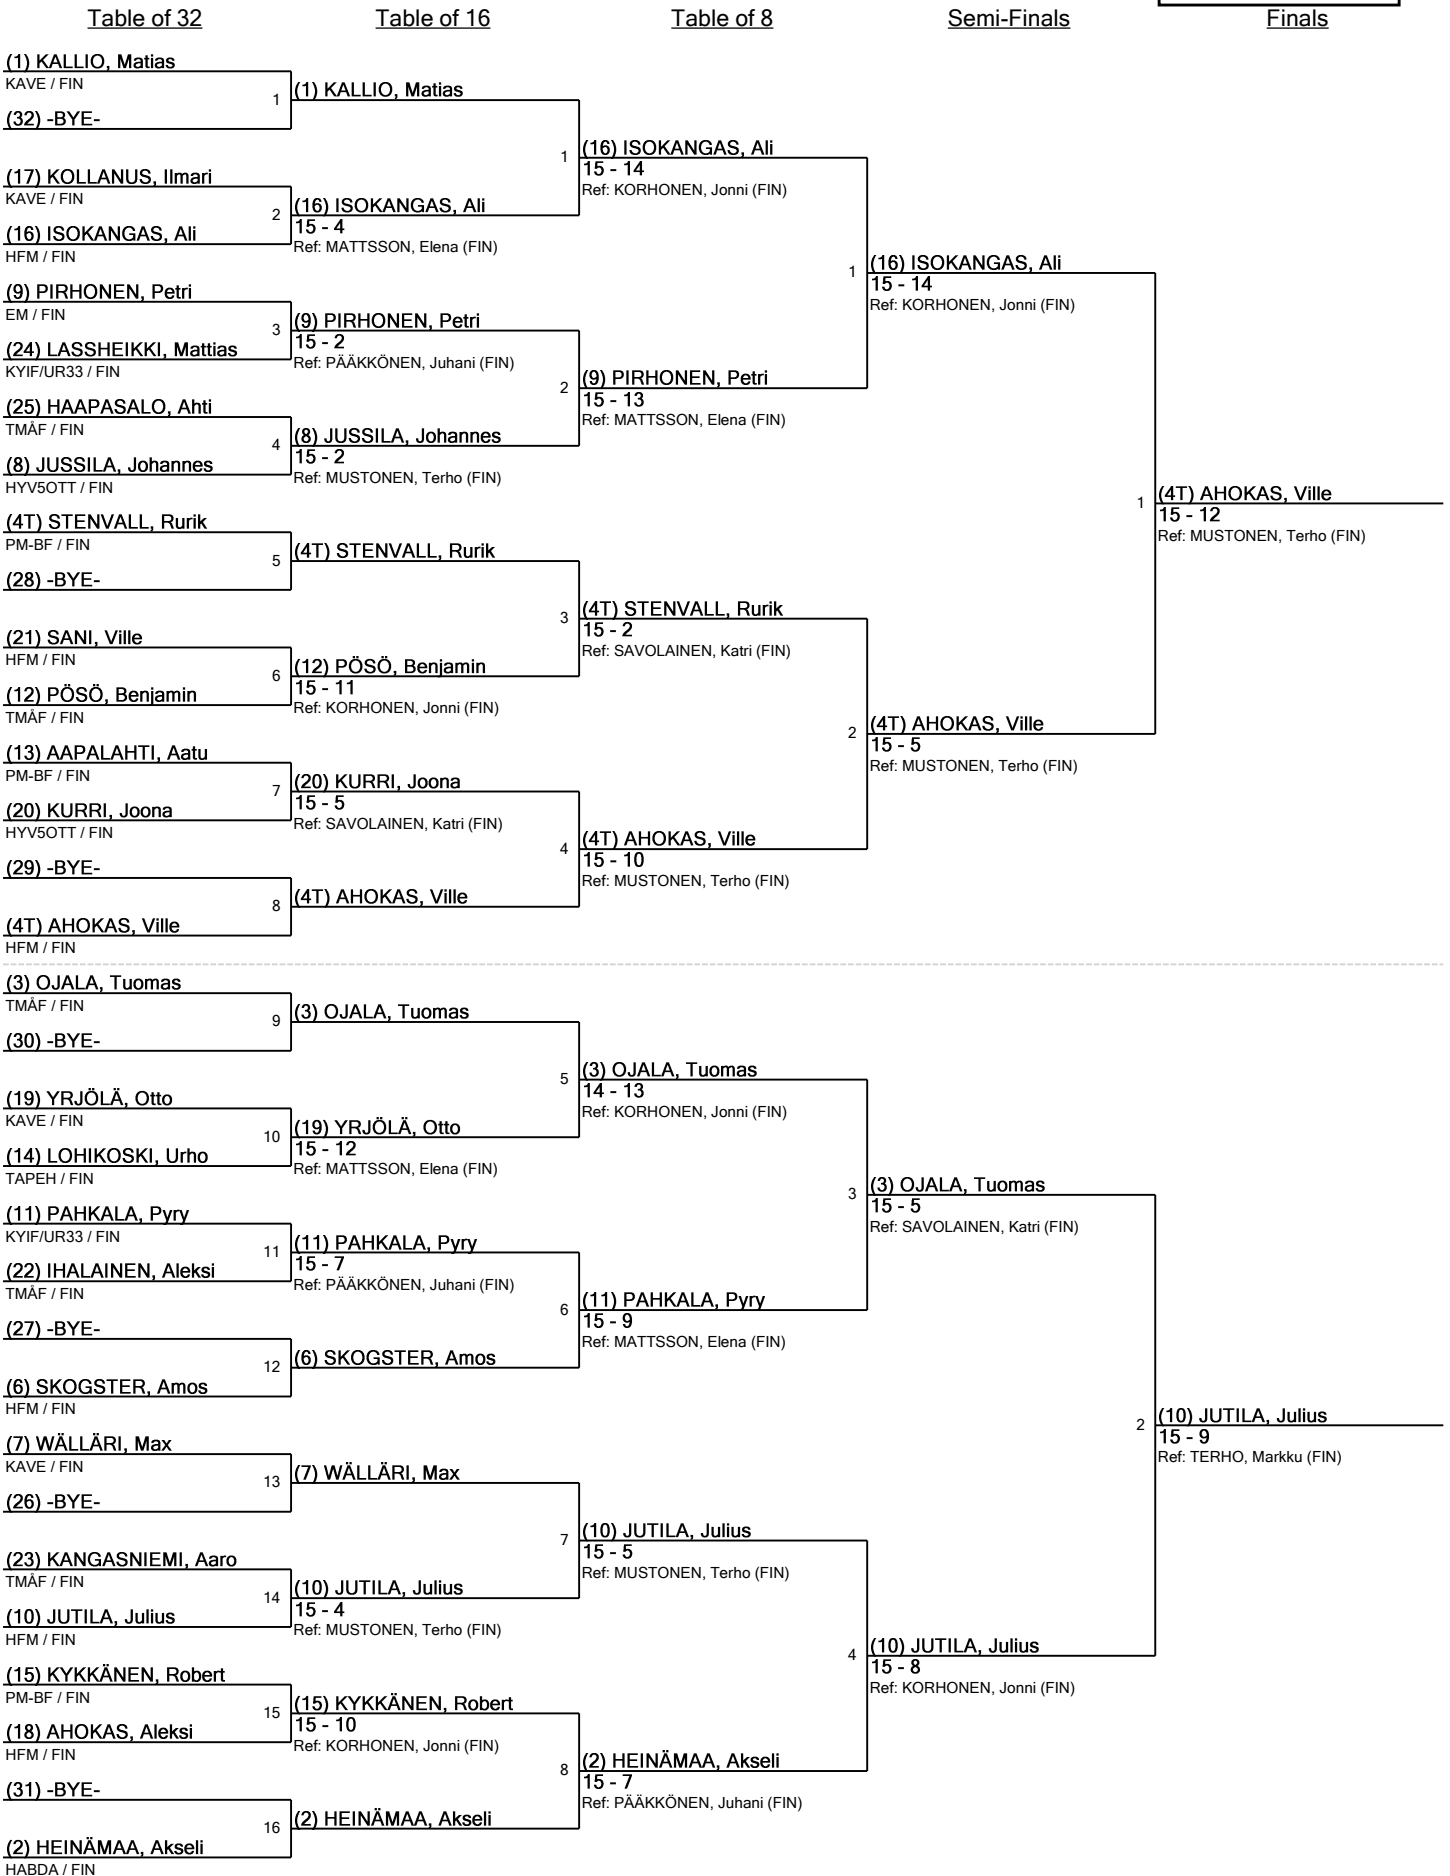 Table of 32
Table of 16
Table of 8
Semi-Finals
Finals
(1) KALLIO, Matias
KAVE / FIN
1
(32) -BYE-
(17) KOLLANUS, Ilmari
KAVE / FIN
2
(16) ISOKANGAS, Ali
HFM / FIN
(9) PIRHONEN, Petri
EM / FIN
3
(24) LASSHEIKKI, Mattias
KYIF/UR33 / FIN
(25) HAAPASALO, Ahti
TMÅF / FIN
4
(8) JUSSILA, Johannes
HYV5OTT / FIN
(4T) STENVALL, Rurik
PM-BF / FIN
5
(28) -BYE-
(21) SANI, Ville
HFM / FIN
6
(12) PÖSÖ, Benjamin
TMÅF / FIN
(13) AAPALAHTI, Aatu
PM-BF / FIN
7
(20) KURRI, Joona
HYV5OTT / FIN
(29) -BYE-
8
(4T) AHOKAS, Ville
HFM / FIN
(3) OJALA, Tuomas
TMÅF / FIN
9
(30) -BYE-
(19) YRJÖLÄ, Otto
KAVE / FIN
10
(14) LOHIKOSKI, Urho
TAPEH / FIN
(11) PAHKALA, Pyry
KYIF/UR33 / FIN
11
(22) IHALAINEN, Aleksi
TMÅF / FIN
(27) -BYE-
12
(6) SKOGSTER, Amos
HFM / FIN
(7) WÄLLÄRI, Max
KAVE / FIN
13
(26) -BYE-
(23) KANGASNIEMI, Aaro
TMÅF / FIN
14
(10) JUTILA, Julius
HFM / FIN
(15) KYKKÄNEN, Robert
PM-BF / FIN
15
(18) AHOKAS, Aleksi
HFM / FIN
(31) -BYE-
16
(2) HEINÄMAA, Akseli
HABDA / FIN
(1) KALLIO, Matias
1
(16) ISOKANGAS, Ali
15 - 4
Ref: MATTSSON, Elena (FIN)
(9) PIRHONEN, Petri
15 - 2
Ref: PÄÄKKÖNEN, Juhani (FIN)
2
(8) JUSSILA, Johannes
15 - 2
Ref: MUSTONEN, Terho (FIN)
(4T) STENVALL, Rurik
3
(12) PÖSÖ, Benjamin
15 - 11
Ref: KORHONEN, Jonni (FIN)
(20) KURRI, Joona
15 - 5
Ref: SAVOLAINEN, Katri (FIN)
4
(4T) AHOKAS, Ville
(3) OJALA, Tuomas
5
(19) YRJÖLÄ, Otto
15 - 12
Ref: MATTSSON, Elena (FIN)
(11) PAHKALA, Pyry
15 - 7
Ref: PÄÄKKÖNEN, Juhani (FIN)
6
(6) SKOGSTER, Amos
(7) WÄLLÄRI, Max
7
(10) JUTILA, Julius
15 - 4
Ref: MUSTONEN, Terho (FIN)
(15) KYKKÄNEN, Robert
15 - 10
Ref: KORHONEN, Jonni (FIN)
8
(2) HEINÄMAA, Akseli
(16) ISOKANGAS, Ali
15 - 14
Ref: KORHONEN, Jonni (FIN)
1
(9) PIRHONEN, Petri
15 - 13
Ref: MATTSSON, Elena (FIN)
(4T) STENVALL, Rurik
15 - 2
Ref: SAVOLAINEN, Katri (FIN)
2
(4T) AHOKAS, Ville
15 - 10
Ref: MUSTONEN, Terho (FIN)
(3) OJALA, Tuomas
14 - 13
Ref: KORHONEN, Jonni (FIN)
3
(11) PAHKALA, Pyry
15 - 9
Ref: MATTSSON, Elena (FIN)
(10) JUTILA, Julius
15 - 5
Ref: MUSTONEN, Terho (FIN)
4
(2) HEINÄMAA, Akseli
15 - 7
Ref: PÄÄKKÖNEN, Juhani (FIN)
(16) ISOKANGAS, Ali
15 - 14
Ref: KORHONEN, Jonni (FIN)
1
(4T) AHOKAS, Ville
15 - 5
Ref: MUSTONEN, Terho (FIN)
(3) OJALA, Tuomas
15 - 5
Ref: SAVOLAINEN, Katri (FIN)
2
(10) JUTILA, Julius
15 - 8
Ref: KORHONEN, Jonni (FIN)
(4T) AHOKAS, Ville
15 - 12
Ref: MUSTONEN, Terho (FIN)
(10) JUTILA, Julius
15 - 9
Ref: TERHO, Markku (FIN)